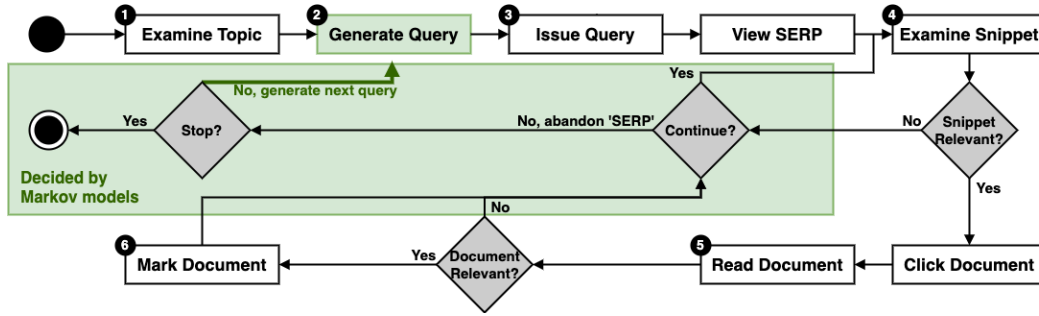 1
Examine Topic
2
Generate Query
3
Issue Query
View SERP
4
Examine Snippet
Yes
No, generate next query
Yes
Stop?
No, abandon 'SERP'
Continue?
No
Snippet
Relevant?
Decided by
Markov models
Yes
No
6
Mark Document
Yes
Document
Relevant?
5
Read Document
Click Document